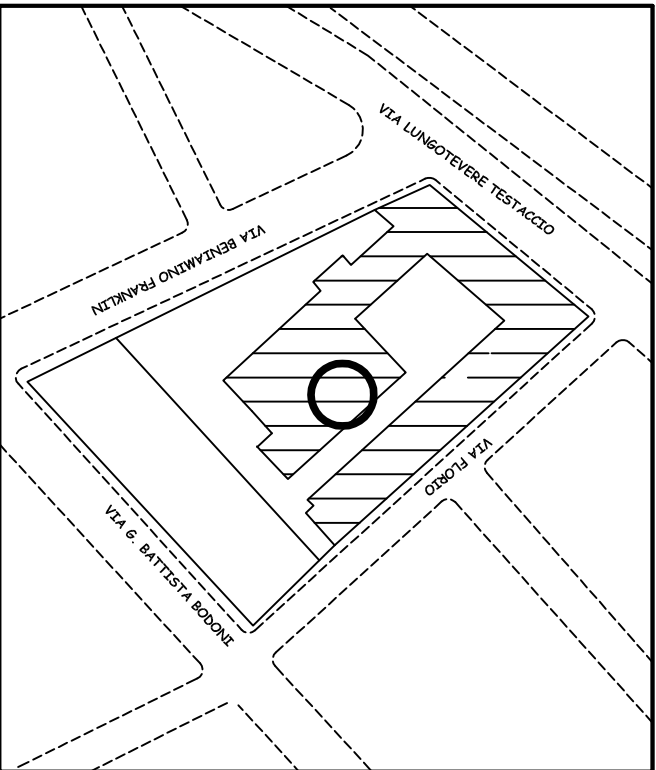 VIA LUNGOTEVERE TESTACCIO
VIA BENIAMINO FRANKLIN
VIA FLORIO
VIA G. BATTISTA BODONI